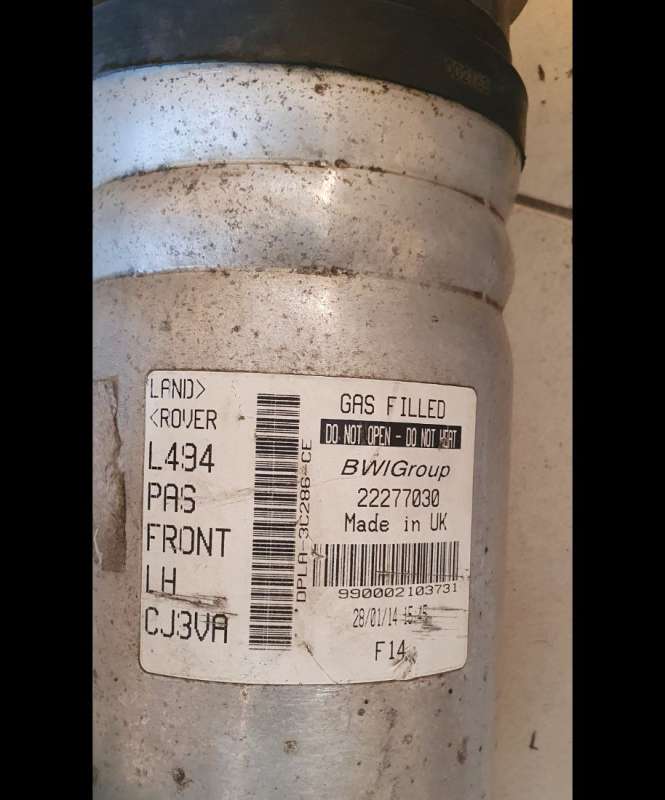 LAND>
<ROVER
L494
PAS
FRONT
LH
CJ3VA
DPLA-3C286-CE
GAS FILLED
DO NOT OPEN - DO NOT HEAT
BWIGroup
22277030
Made in UK
990002103731
28/01/14 15:45
F14